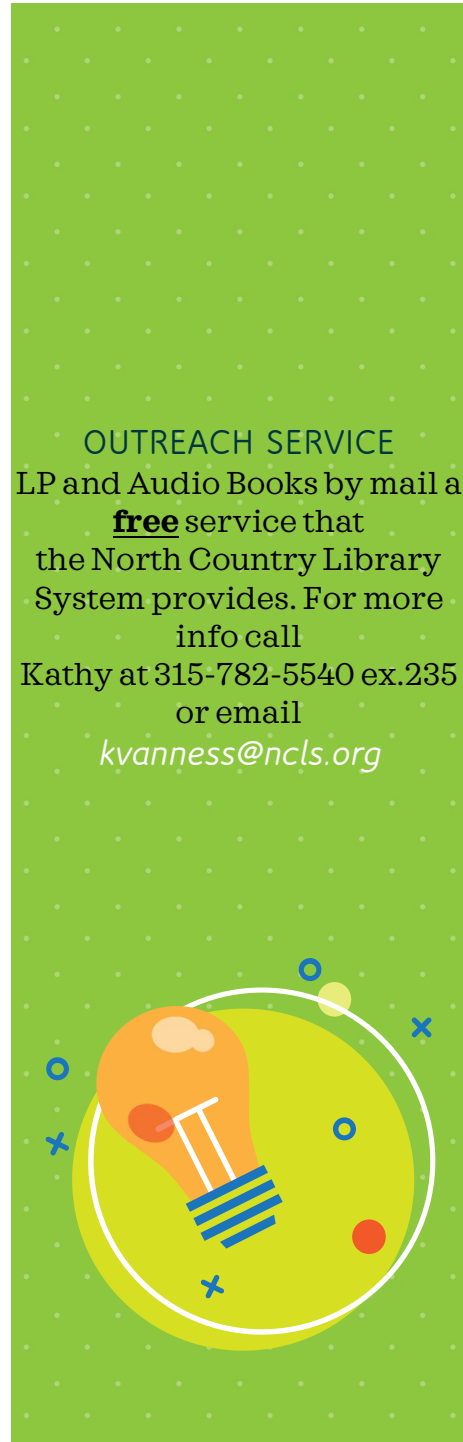 OUTREACH SERVICE
LP and Audio Books by mail a
free service that
the North Country Library
System provides. For more
info call
Kathy at 315-782-5540 ex.235
or email
kvanness@ncls.org